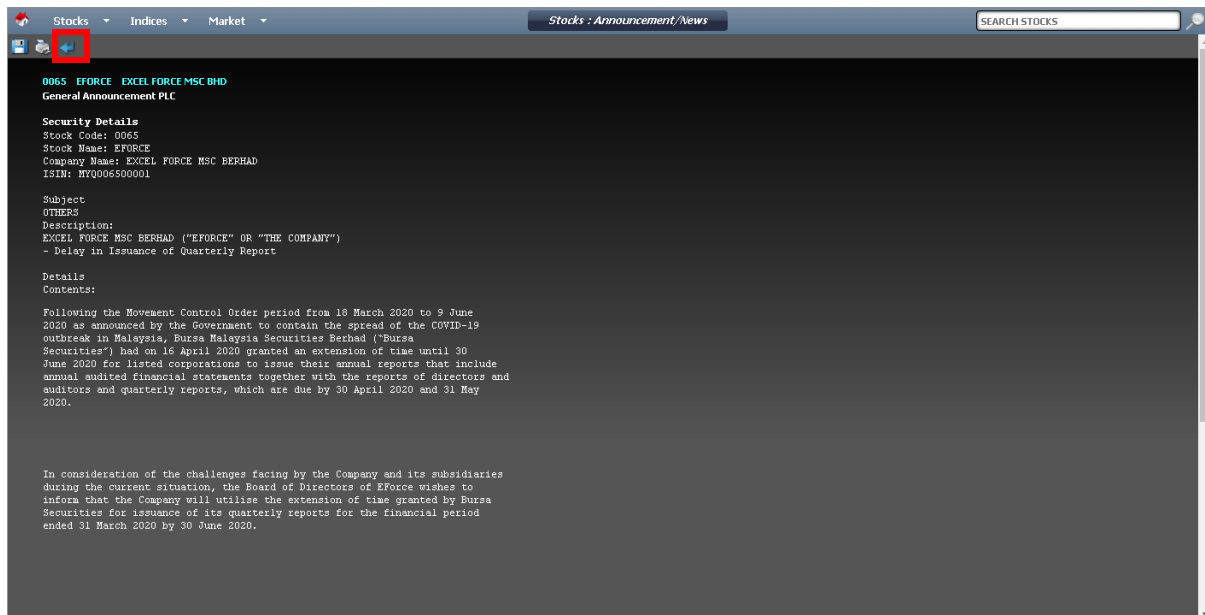 Stocks Indices Market Stocks : Announcement/News SEARCH STOCKS
0065 EFORCE EXCEL FORCE MSC BHD
General Announcement PLC
Security Details
Stock Code: 0065
Stock Name: EFORCE
Company Name: EXCEL FORCE MSC BERHAD
ISIN: MYQ006500001
Subject
OTHERS
Description:
EXCEL FORCE MSC BERHAD ("EFORCE" OR "THE COMPANY")
- Delay in Issuance of Quarterly Report
Details
Contents:
Following the Movement Control Order period from 18 March 2020 to 9 June
2020 as announced by the Government to contain the spread of the COVID-19
outbreak in Malaysia, Bursa Malaysia Securities Berhad (“Bursa
Securities”) had on 16 April 2020 granted an extension of time until 30
June 2020 for listed corporations to issue their annual reports that include
annual audited financial statements together with the reports of directors and
auditors and quarterly reports, which are due by 30 April 2020 and 31 May
2020.
In consideration of the challenges facing by the Company and its subsidiaries
during the current situation, the Board of Directors of EForce wishes to
inform that the Company will utilise the extension of time granted by Bursa
Securities for issuance of its quarterly reports for the financial period
ended 31 March 2020 by 30 June 2020.